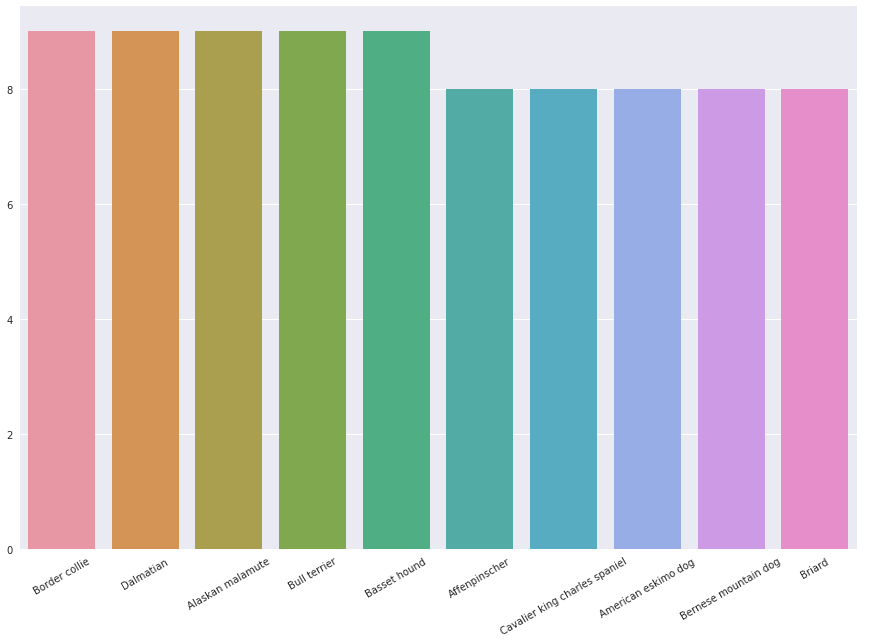 8
6
4
2
0
Border collie
Dalmatian
Alaskan malamute
Bull terrier
Basset hound
Affenpinscher
Cavalier king charles spaniel
American eskimo dog
Bernese mountain dog
Briard